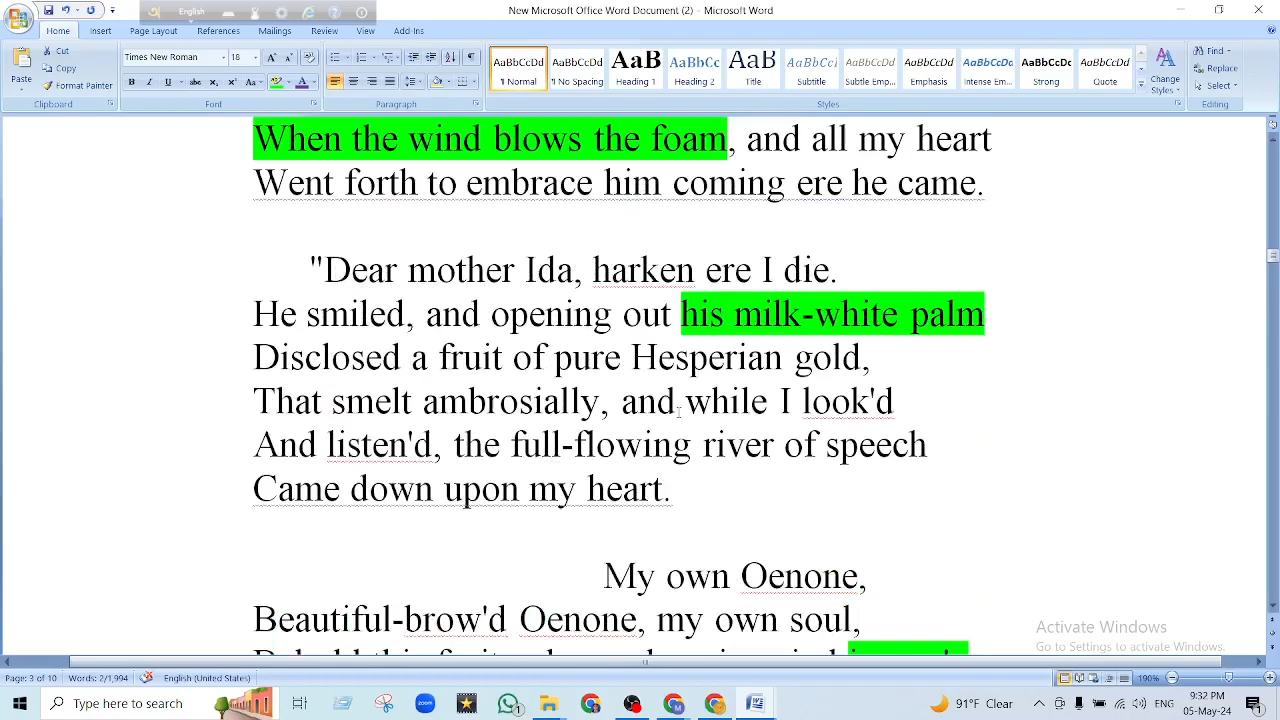 English
New Microsoft Office Word Document (2) - Microsoft Word
Home Insert Page Layout References Mailings Review View Add-Ins
Paste
Cut
Copy
Format Painter
Clipboard
Times New Roman 18
Font
Paragraph
AaBbCcDd AaBbCcDd AaB AaBbCc AaB AaBbCcI AaBbCcDd AaBbCcDd AaBbCcDd AaBbCcDd AaBbCcDd
¶ Normal ¶ No Spacing Heading 1 Heading 2 Title Subtitle Subtle Emp... Emphasis Intense Em... Strong Quote
Change Styles
Styles
Find
Replace
Select
Editing
When the wind blows the foam, and all my heart
Went forth to embrace him coming ere he came.
"Dear mother Ida, harken ere I die.
He smiled, and opening out his milk-white palm
Disclosed a fruit of pure Hesperian gold,
That smelt ambrosially, and while I look'd
And listen'd, the full-flowing river of speech
Came down upon my heart.
My own Oenone,
Beautiful-brow'd Oenone, my own soul,
Activate Windows
Go to Settings to activate Windows.
Page: 3 of 10 Words: 2/1,994 English (United States) 190%
Type here to search
zoom
91°F Clear
ENG
9:32 PM
05-May-24